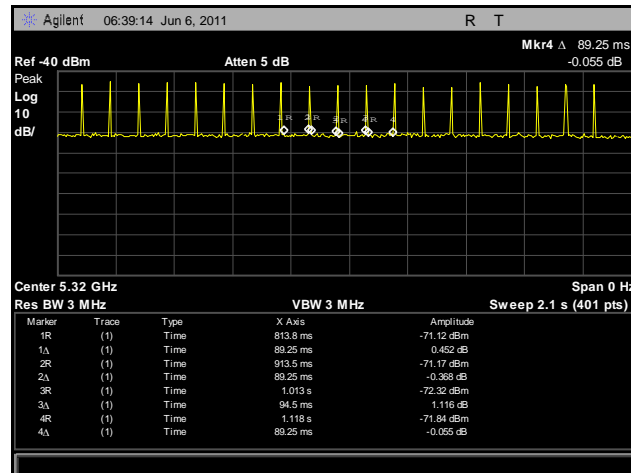 Agilent 06:39:14 Jun 6, 2011 R T
Mkr4 Δ 89.25 ms
Ref -40 dBm Atten 5 dB -0.055 dB
Peak
Log
10
dB/
1R 2R 3R 4
Center 5.32 GHz Span 0 Hz
Res BW 3 MHz VBW 3 MHz Sweep 2.1 s (401 pts)
Marker Trace Type X Axis Amplitude
1R (1) Time 813.8 ms -71.12 dBm
1Δ (1) Time 89.25 ms 0.452 dB
2R (1) Time 913.5 ms -71.17 dBm
2Δ (1) Time 89.25 ms -0.368 dB
3R (1) Time 1.013 s -72.32 dBm
3Δ (1) Time 94.5 ms 1.116 dB
4R (1) Time 1.118 s -71.84 dBm
4Δ (1) Time 89.25 ms -0.055 dB